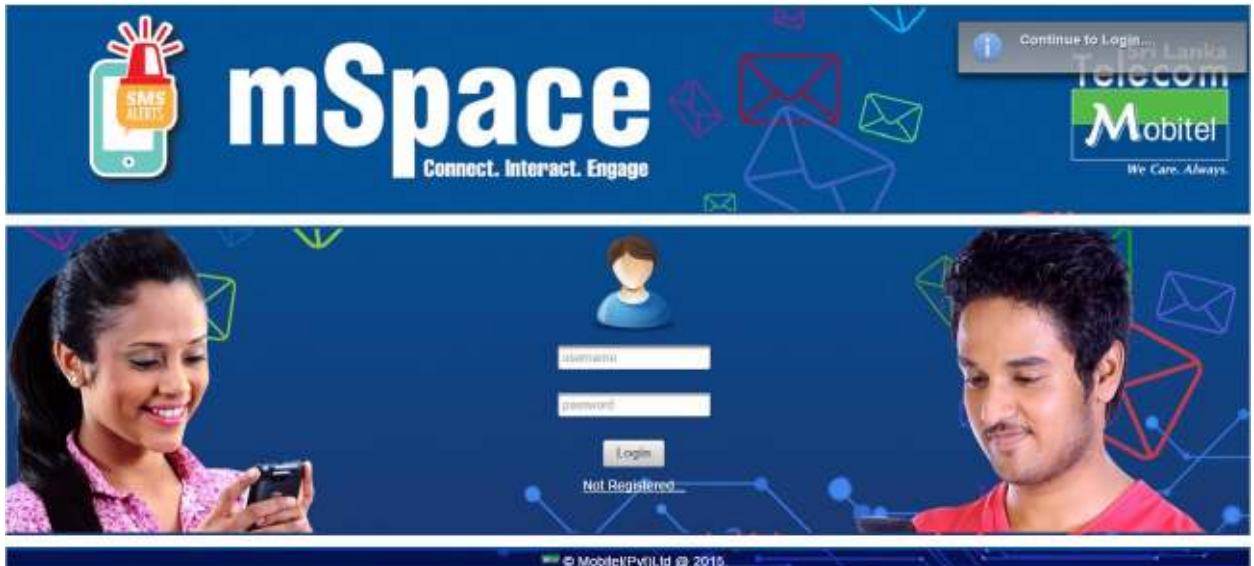 SMS
ALERTS
mSpace
Connect. Interact. Engage
Continue to Login...
Sri Lanka
Telecom
Mobitel
We Care. Always.
username
password
Login
Not Registered...
© Mobitel(Pvt)Ltd @ 2015